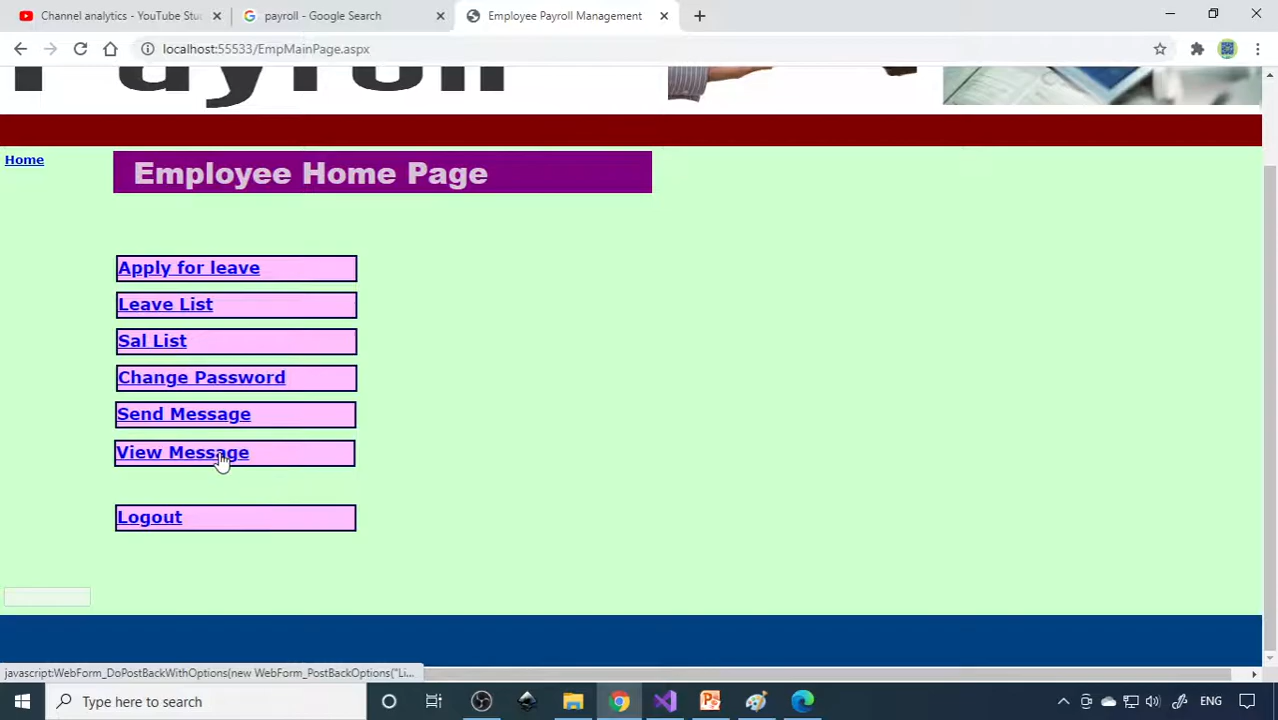 Channel analytics - YouTube Stu
payroll - Google Search
Employee Payroll Management
localhost:55533/EmpMainPage.aspx
Payroll
Home
Employee Home Page
Apply for leave
Leave List
Sal List
Change Password
Send Message
View Message
Logout
javascript:WebForm_DoPostBackWithOptions(new WebForm_PostBackOptions("Li...
Type here to search
ENG